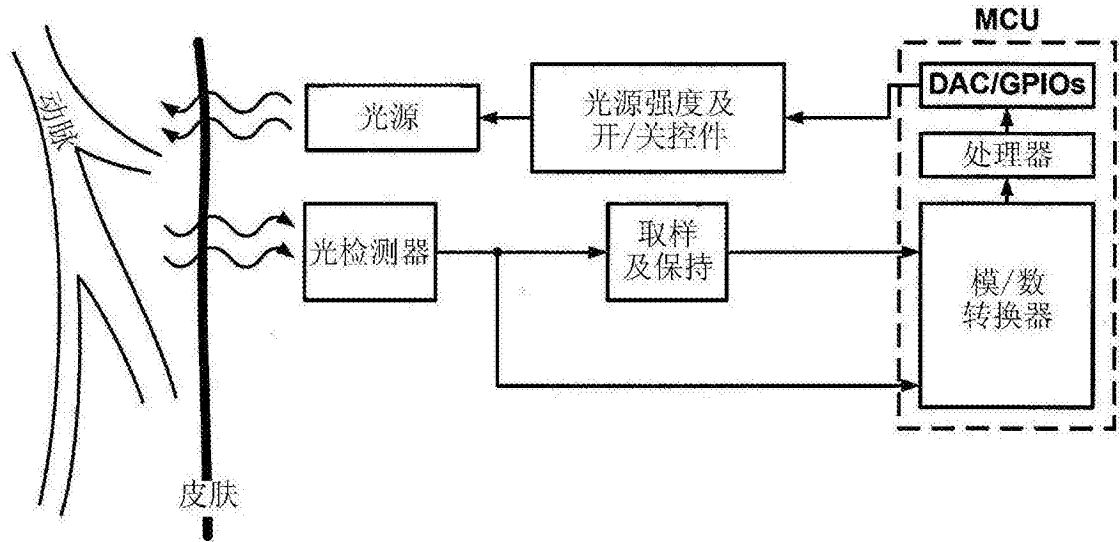 MCU
动脉
光源
光源强度及
开/关控件
DAC/GPIOs
处理器
光检测器
取样
及保持
模/数
转换器
皮肤